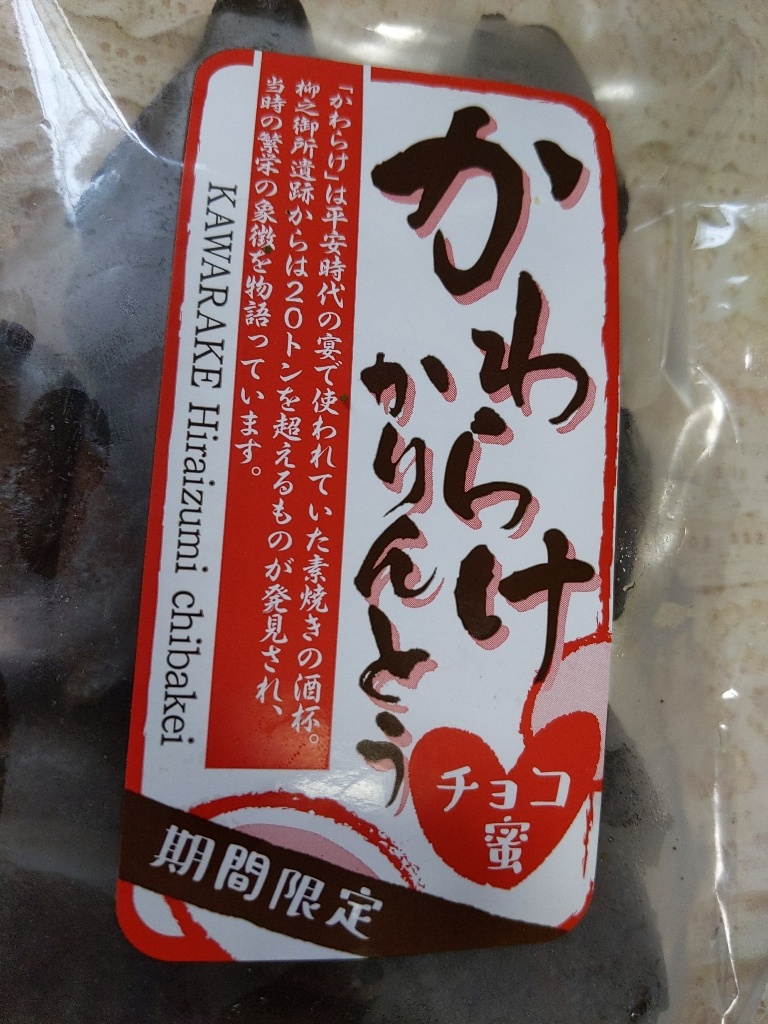 かわらけ
かりんとう
「かわらけ」は平安時代の宴で使われていた素焼きの酒杯。
柳之御所遺跡からは20トンを超えるものが発見され、
当時の繁栄の象徴を物語っています。
KAWARAKE Hiraizumi chibakei
チョコ
蜜
期間限定